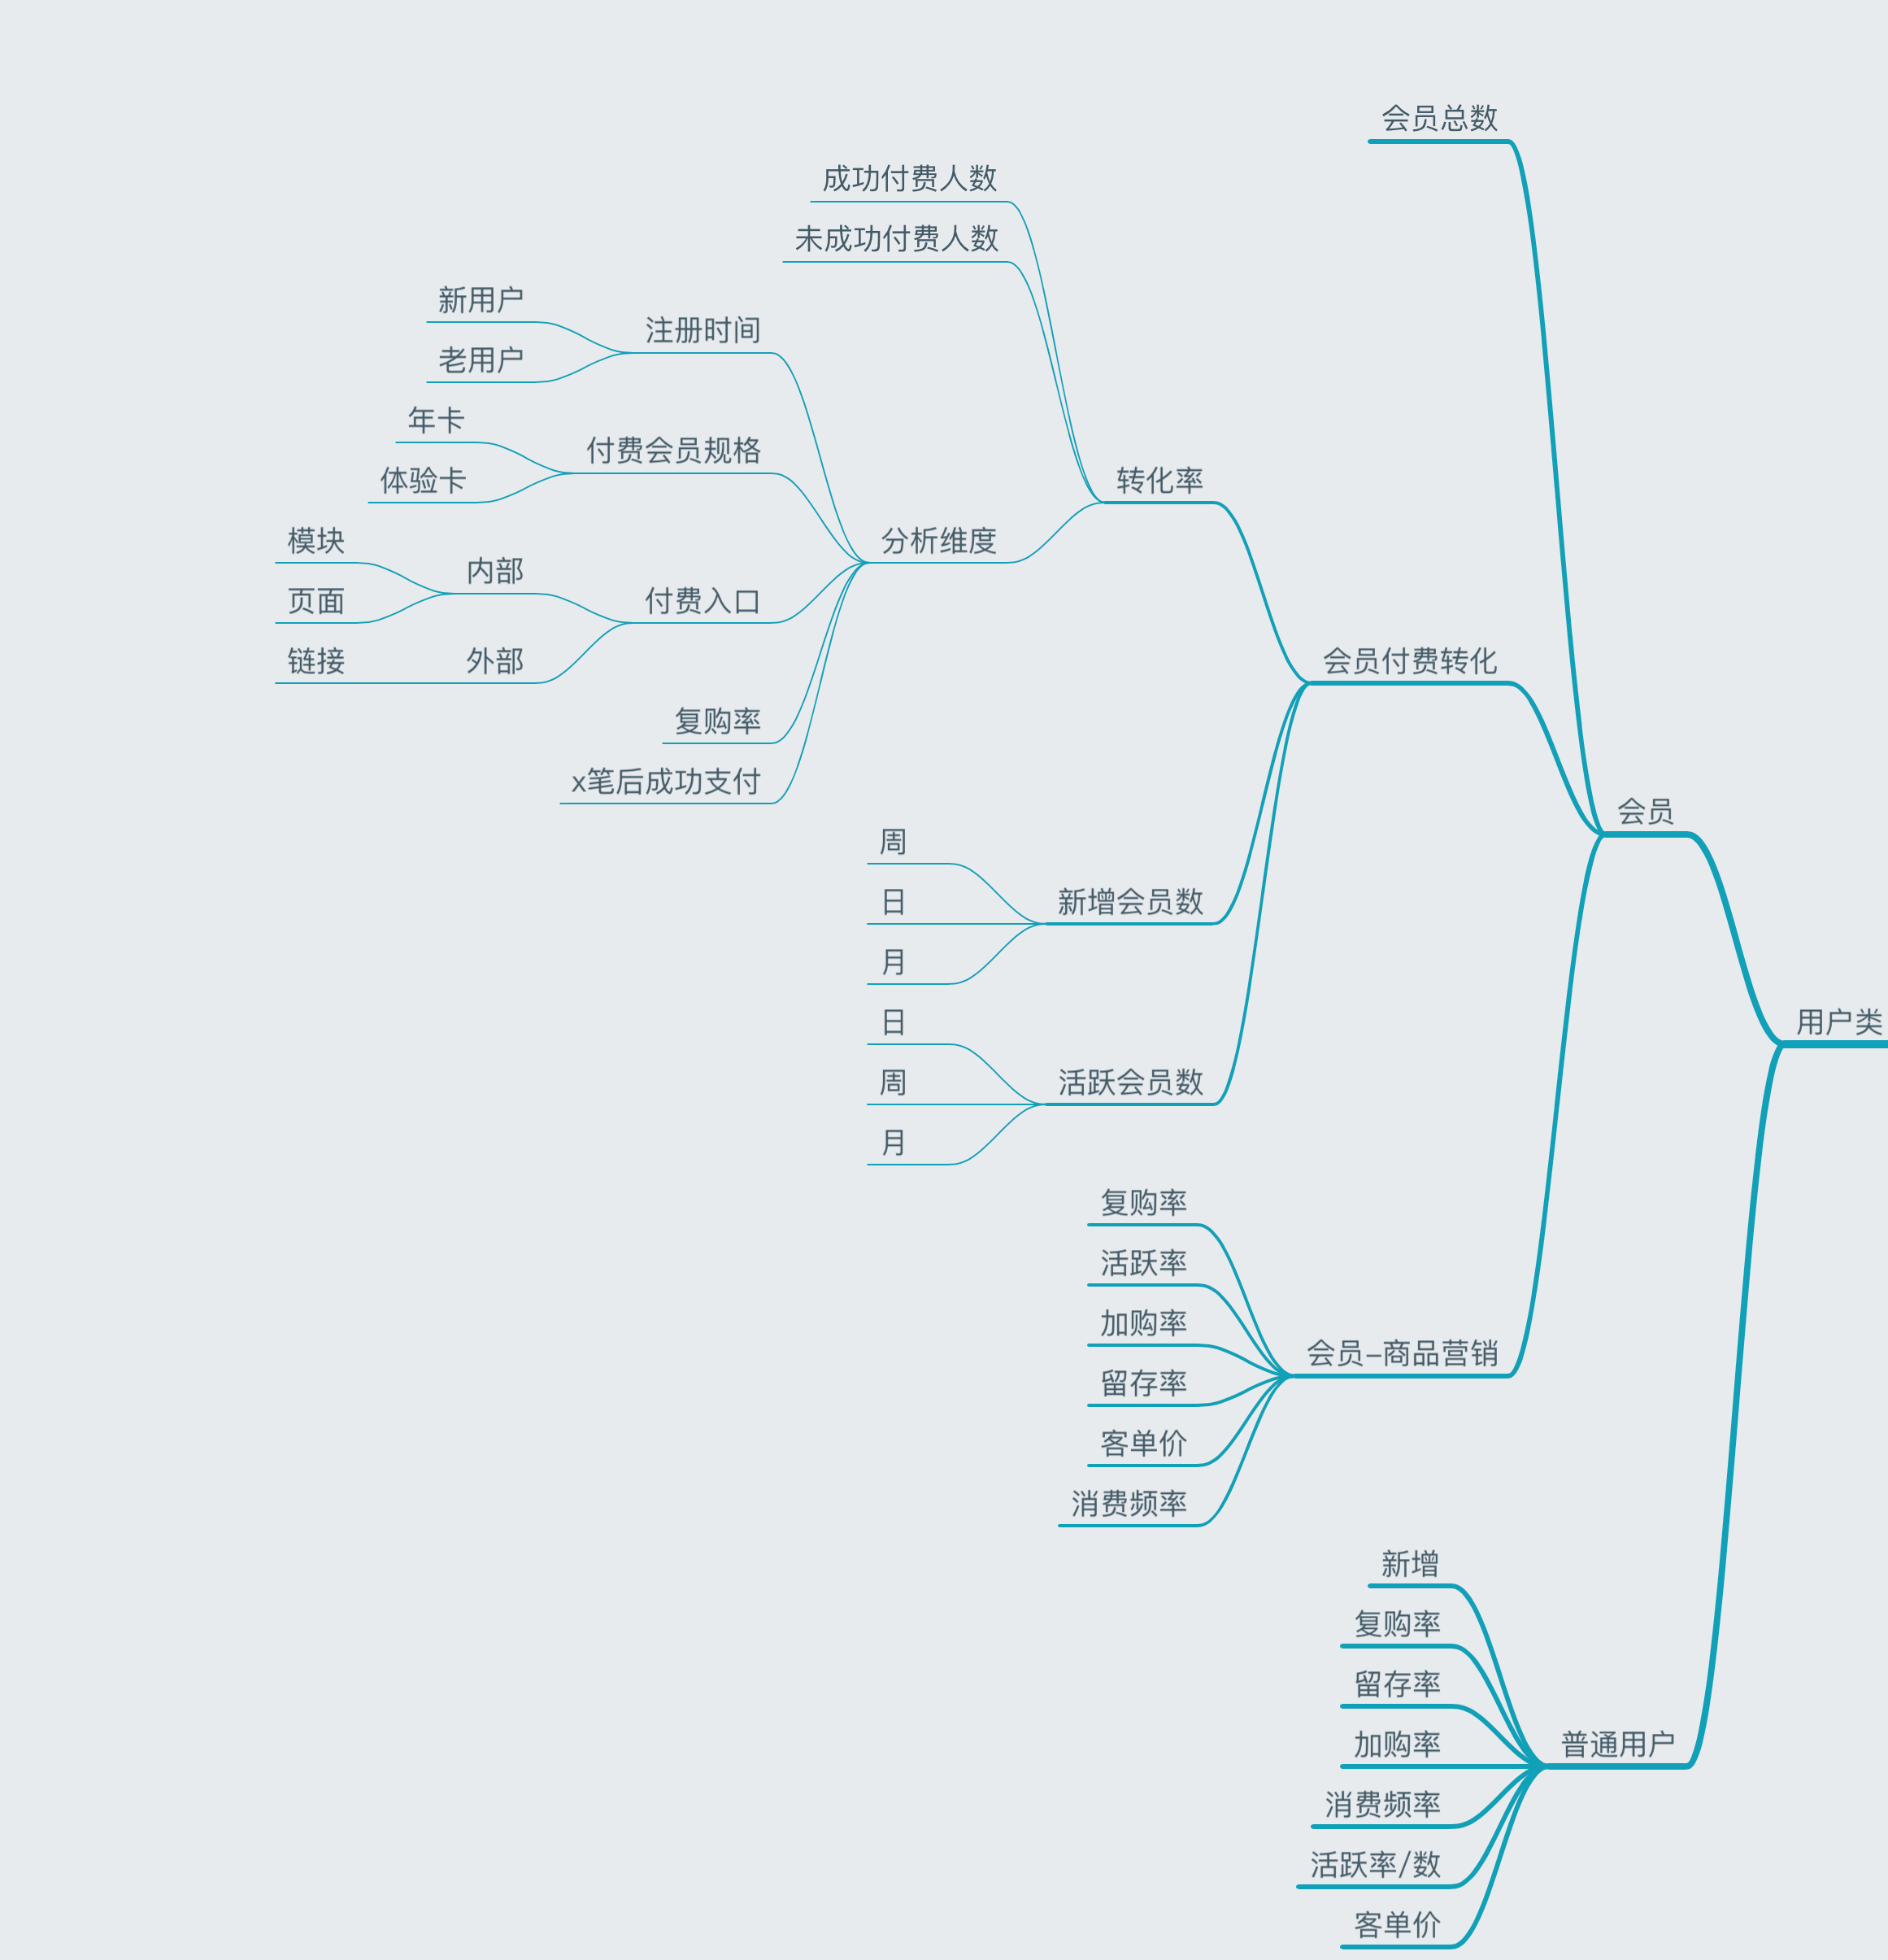 会员总数
成功付费人数
未成功付费人数
新用户
注册时间
老用户
年卡
付费会员规格
体验卡
转化率
模块
分析维度
内部
页面
付费入口
链接
外部
会员付费转化
复购率
x笔后成功支付
会员
周
日
新增会员数
月
日
用户类
周
活跃会员数
月
复购率
活跃率
加购率
会员-商品营销
留存率
客单价
消费频率
新增
复购率
留存率
加购率
普通用户
消费频率
活跃率/数
客单价